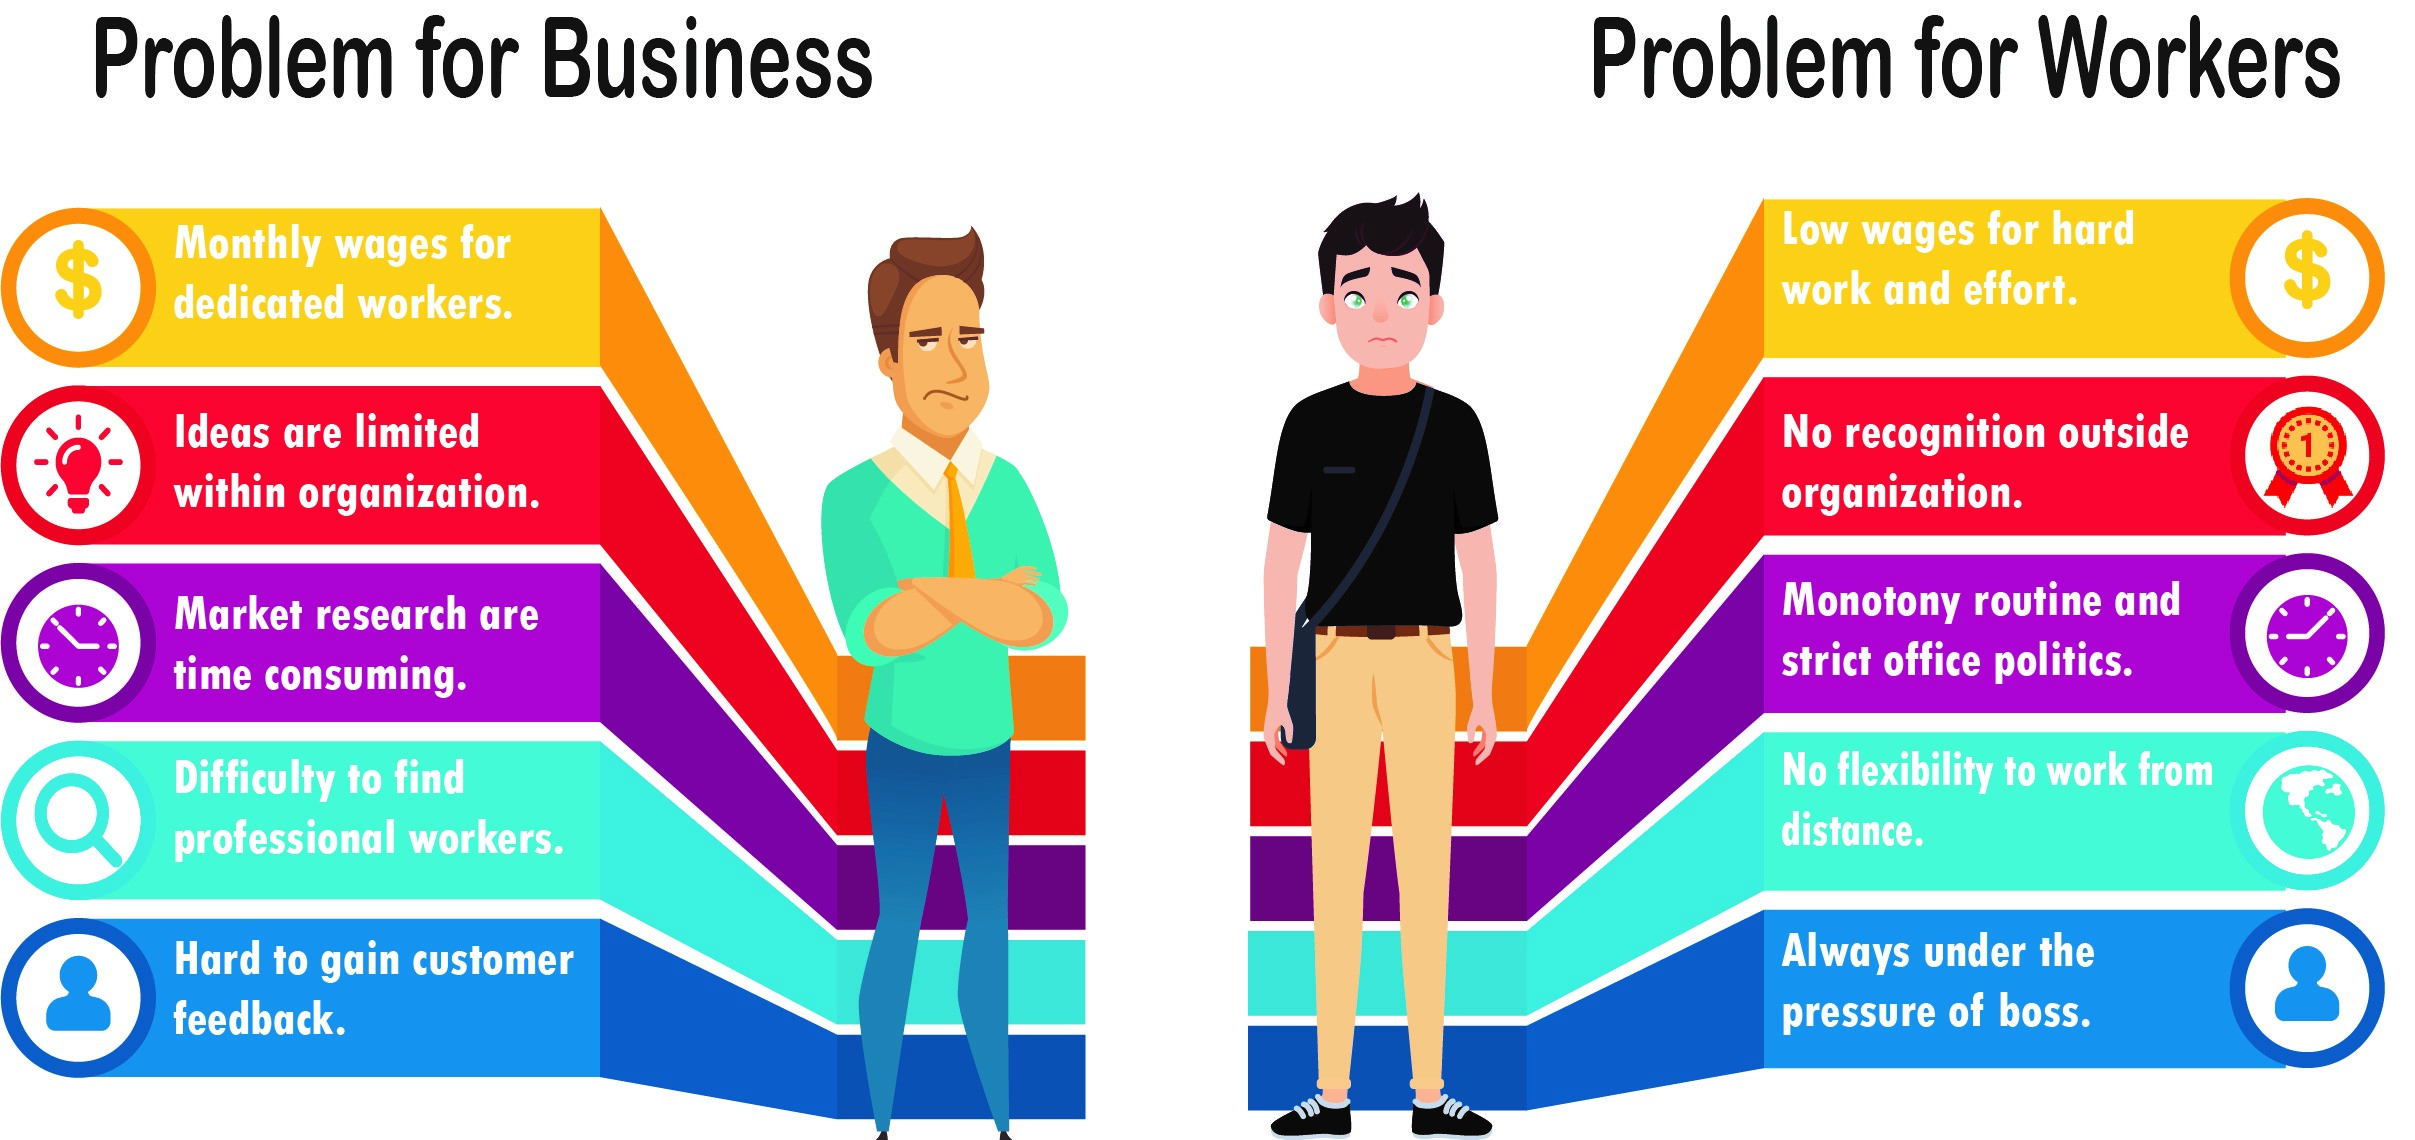 Problem for Business
Monthly wages for
dedicated workers.
Ideas are limited
within organization.
Market research are
time consuming.
Difficulty to find
professional workers.
Hard to gain customer
feedback.
Problem for Workers
Low wages for hard
work and effort.
No recognition outside
organization.
1
Monotony routine and
strict office politics.
No flexibility to work from
distance.
Always under the
pressure of boss.